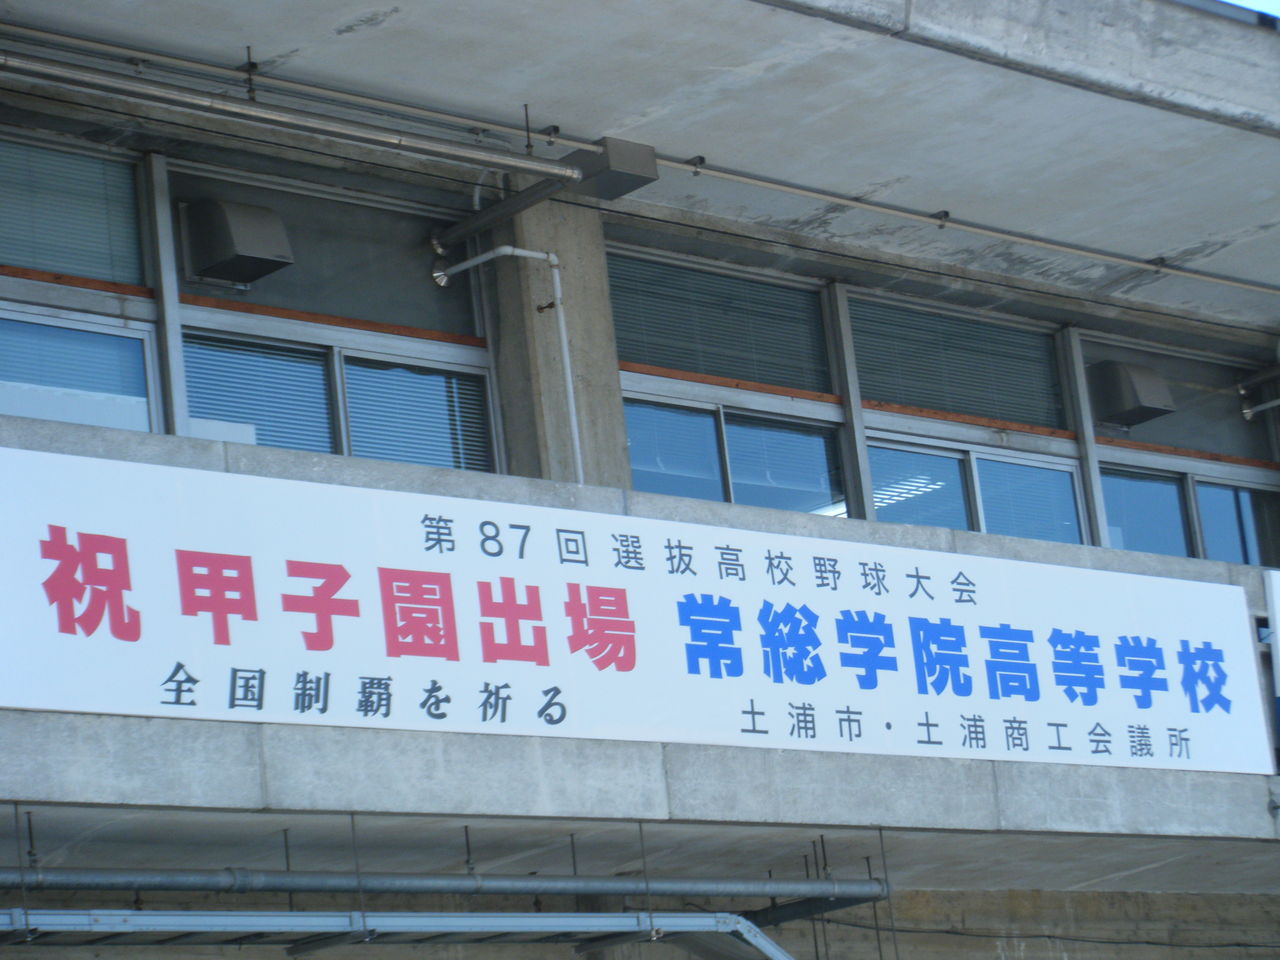 第87回選抜高校野球大会
祝甲子園出場 常総学院高等学校
全国制覇を祈る
土浦市・土浦商工会議所